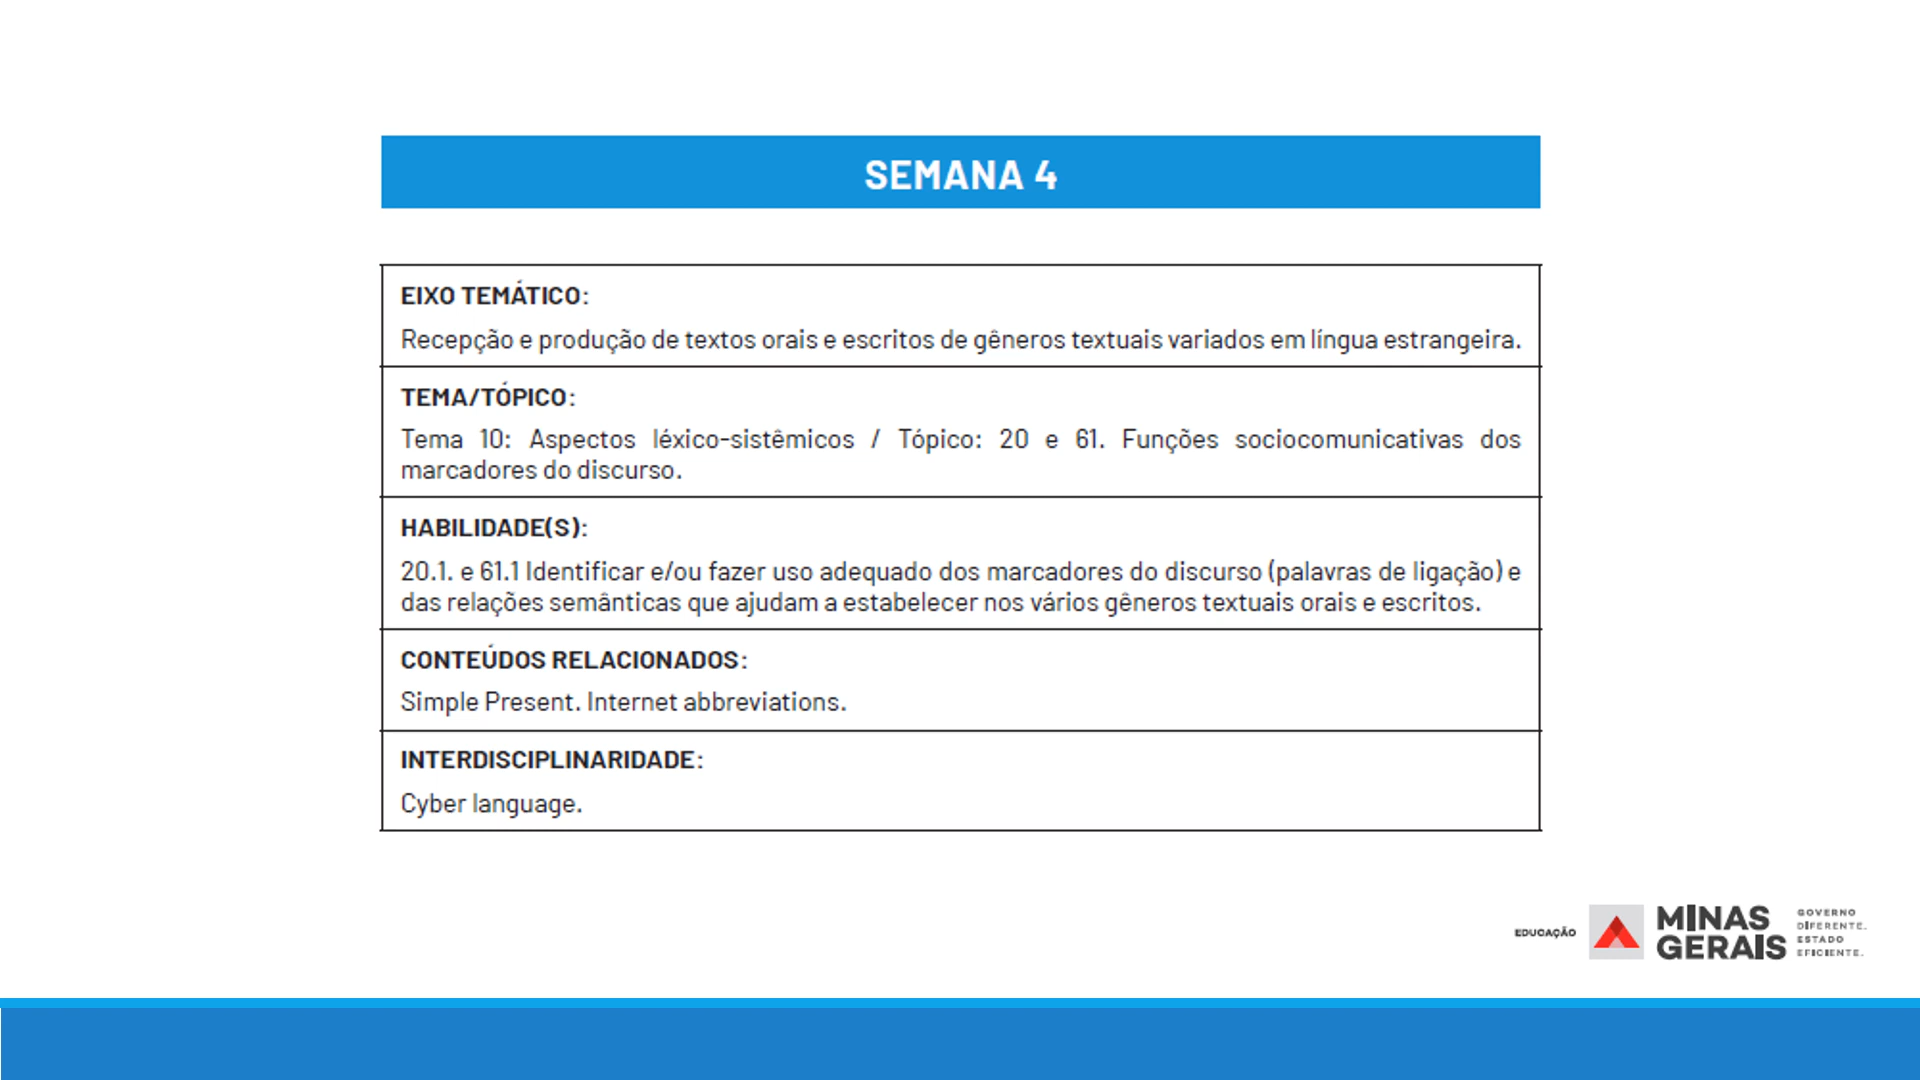 SEMANA 4
EIXO TEMÁTICO:
Recepção e produção de textos orais e escritos de gêneros textuais variados em língua estrangeira.
TEMA/TÓPICO:
Tema 10: Aspectos léxico-sistêmicos / Tópico: 20 e 61. Funções sociocomunicativas dos
marcadores do discurso.
HABILIDADE(S):
20.1. e 61.1 Identificar e/ou fazer uso adequado dos marcadores do discurso (palavras de ligação) e
das relações semânticas que ajudam a estabelecer nos vários gêneros textuais orais e escritos.
CONTEÚDOS RELACIONADOS:
Simple Present. Internet abbreviations.
INTERDISCIPLINARIDADE:
Cyber language.
EDUCAÇÃO
MINAS
GERAIS
GOVERNO
DIFERENTE.
ESTADO
EFICIENTE.